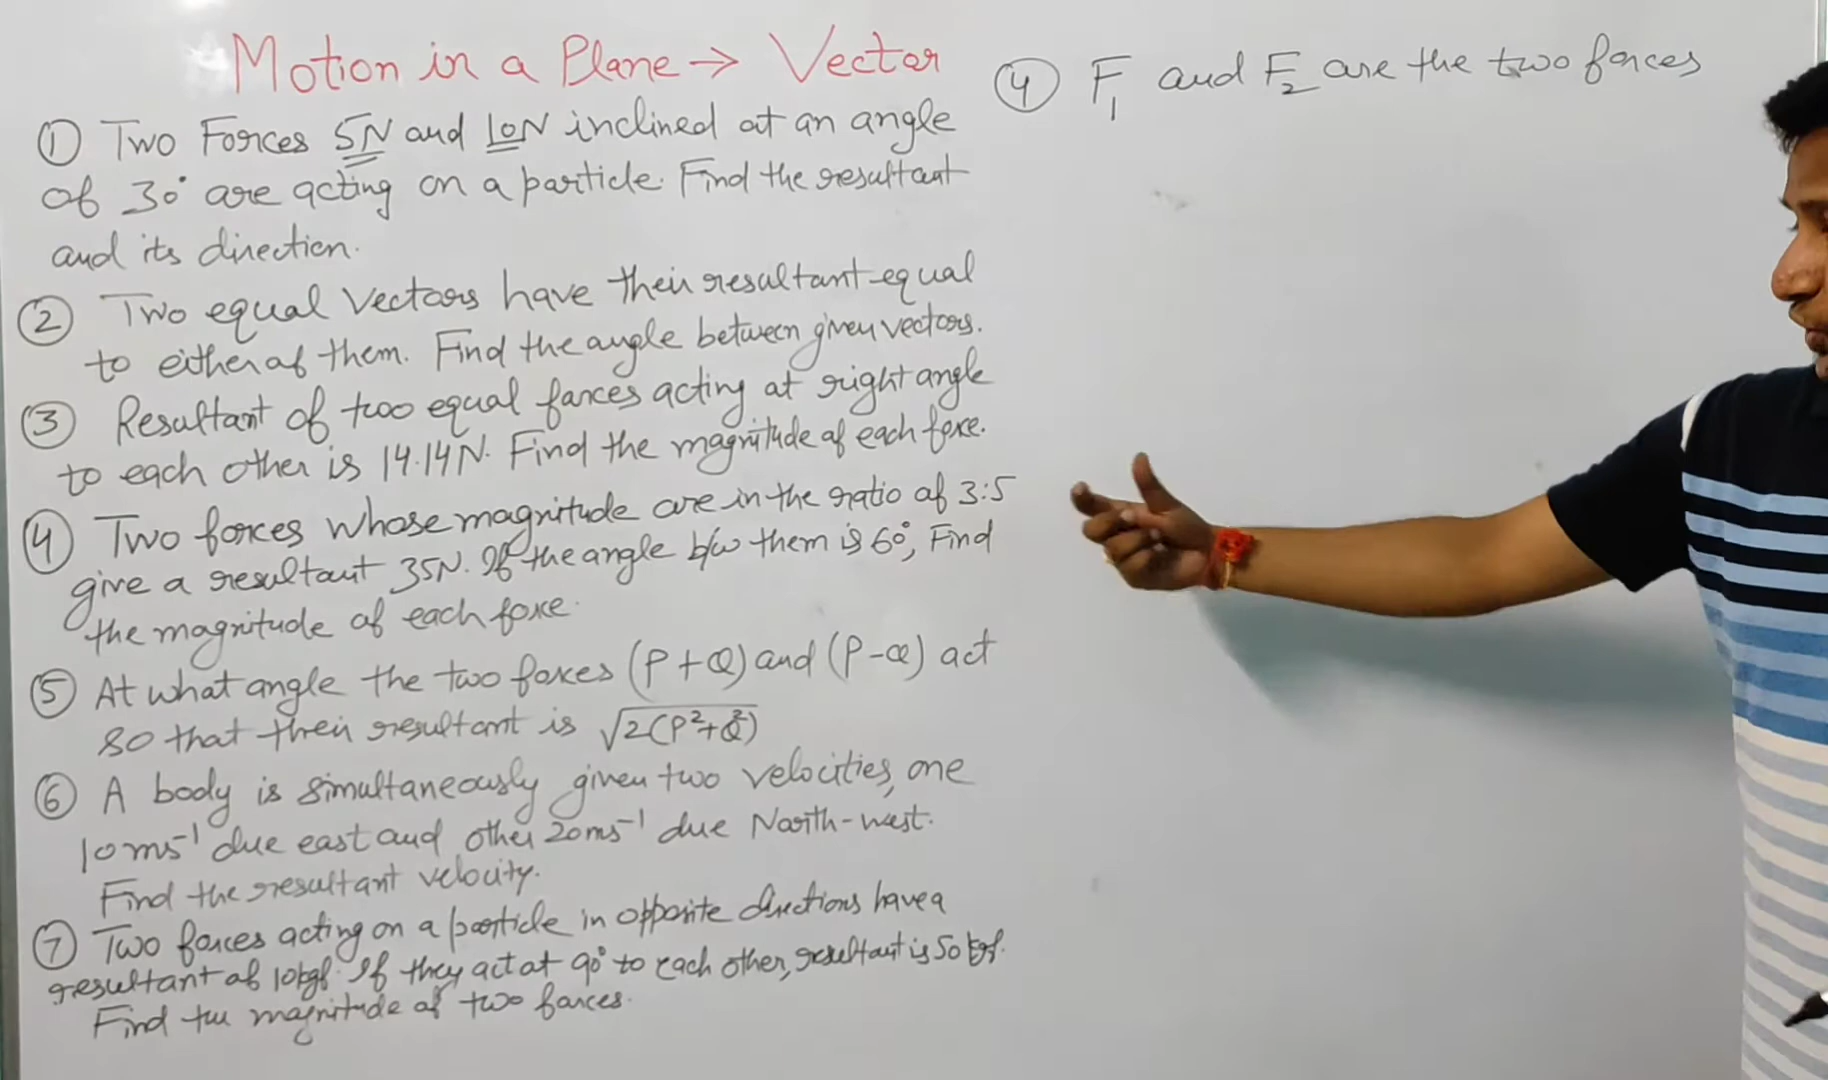 Motion in a Plane → Vector
① Two Forces 5N and 10N inclined at an angle
of 30° are acting on a particle. Find the resultant
and its direction.
② Two equal Vectors have their resultant equal
to either of them. Find the angle between given vectors.
③ Resultant of two equal forces acting at right angle
to each other is 14.14N. Find the magnitude of each force.
④ Two forces whose magnitude are in the ratio of 3:5
give a resultant 35N. If the angle b/w them is 60°, Find
the magnitude of each force.
⑤ At what angle the two forces (P+Q) and (P-Q) act
so that their resultant is √2(P²+Q²)
⑥ A body is simultaneously given two velocities, one
10 ms⁻¹ due east and other 20 ms⁻¹ due North-west.
Find the resultant velocity.
⑦ Two forces acting on a particle in opposite directions have a
resultant of 10kgf. If they act at 90° to each other, resultant is 50 kgf.
Find the magnitude of two forces.
④ F₁ and F₂ are the two forces